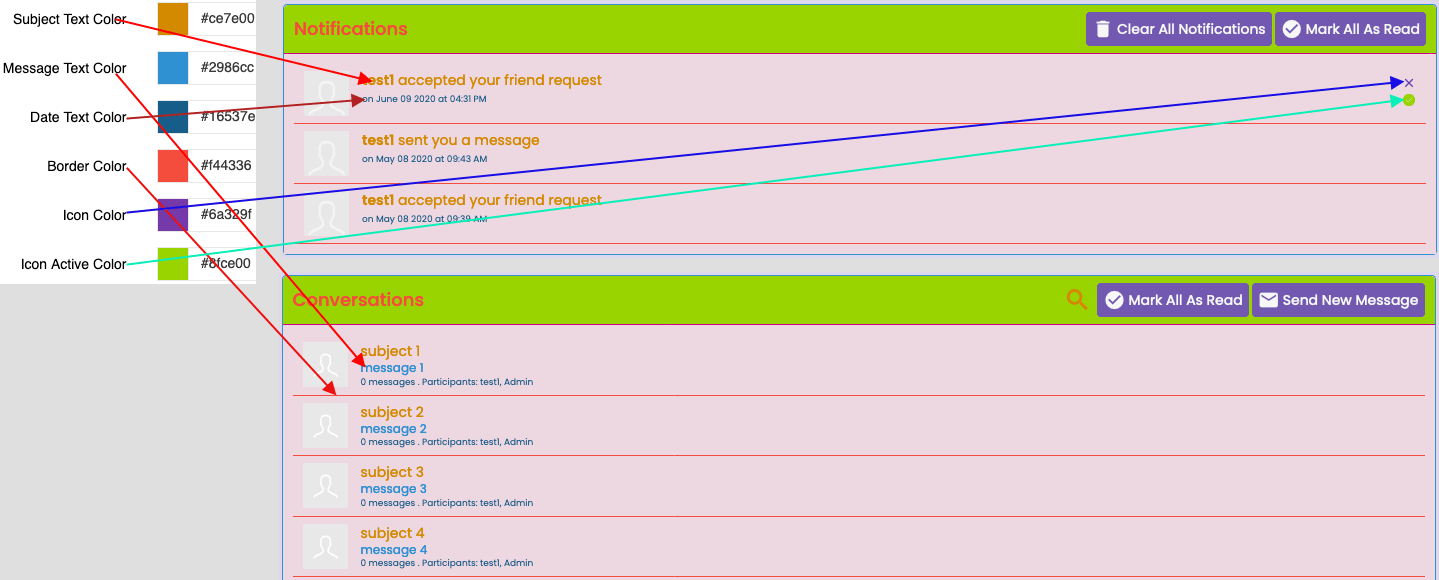 Subject Text Color #ce7e00
Message Text Color #2986cc
Date Text Color #16537e
Border Color #f44336
Icon Color #6a329f
Icon Active Color #8fce00
Notifications
Clear All Notifications Mark All As Read
test1 accepted your friend request
on June 09 2020 at 04:31 PM
test1 sent you a message
on May 08 2020 at 09:43 AM
test1 accepted your friend request
on May 08 2020 at 09:39 AM
Conversations
Mark All As Read Send New Message
subject 1
message 1
0 messages . Participants: test1, Admin
subject 2
message 2
0 messages . Participants: test1, Admin
subject 3
message 3
0 messages . Participants: test1, Admin
subject 4
message 4
0 messages . Participants: test1, Admin